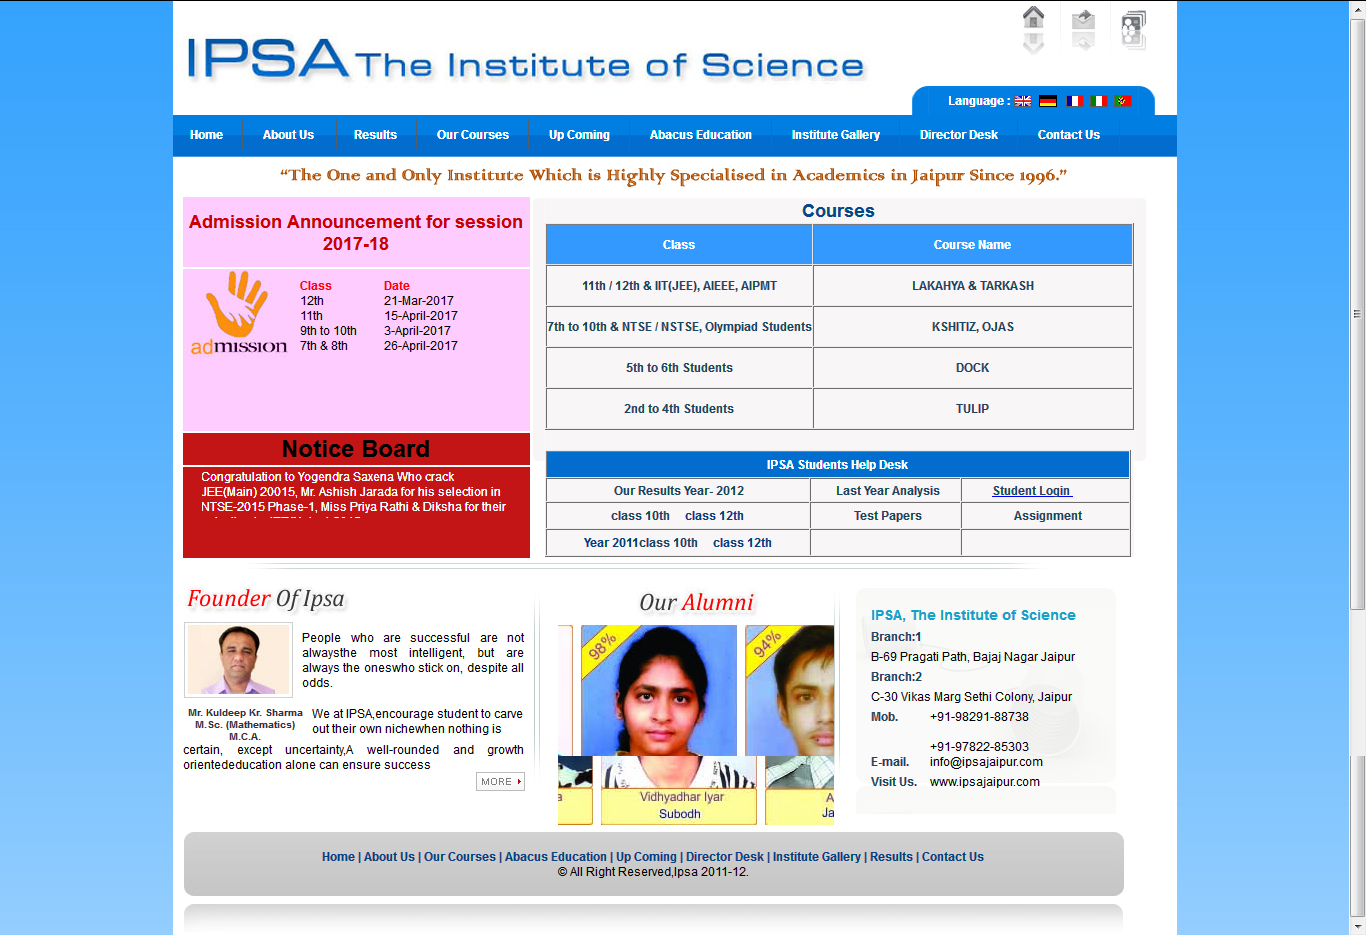 IPSA The Institute of Science
Language :
Home About Us Results Our Courses Up Coming Abacus Education Institute Gallery Director Desk Contact Us
“The One and Only Institute Which is Highly Specialised in Academics in Jaipur Since 1996.”
Admission Announcement for session
2017-18
admission
Class Date
12th 21-Mar-2017
11th 15-April-2017
9th to 10th 3-April-2017
7th & 8th 26-April-2017
Notice Board
Congratulation to Yogendra Saxena Who crack
JEE(Main) 20015, Mr. Ashish Jarada for his selection in
NTSE-2015 Phase-1, Miss Priya Rathi & Diksha for their
Courses
Class Course Name
11th / 12th & IIT(JEE), AIEEE, AIPMT LAKAHYA & TARKASH
7th to 10th & NTSE / NSTSE, Olympiad Students KSHITIZ, OJAS
5th to 6th Students DOCK
2nd to 4th Students TULIP
IPSA Students Help Desk
Our Results Year- 2012 Last Year Analysis Student Login
class 10th class 12th Test Papers Assignment
Year 2011class 10th class 12th
Founder Of Ipsa
People who are successful are not
alwaysthe most intelligent, but are
always the oneswho stick on, despite all
odds.
Mr. Kuldeep Kr. Sharma
M.Sc. (Mathematics)
M.C.A.
We at IPSA,encourage student to carve
out their own nichewhen nothing is
certain, except uncertainty,A well-rounded and growth
orientededucation alone can ensure success
MORE
Our Alumni
98%
94%
a
Vidhyadhar Iyar
Subodh
A
Ja
IPSA, The Institute of Science
Branch:1
B-69 Pragati Path, Bajaj Nagar Jaipur
Branch:2
C-30 Vikas Marg Sethi Colony, Jaipur
Mob. +91-98291-88738
+91-97822-85303
E-mail. info@ipsajaipur.com
Visit Us. www.ipsajaipur.com
Home | About Us | Our Courses | Abacus Education | Up Coming | Director Desk | Institute Gallery | Results | Contact Us
© All Right Reserved,Ipsa 2011-12.